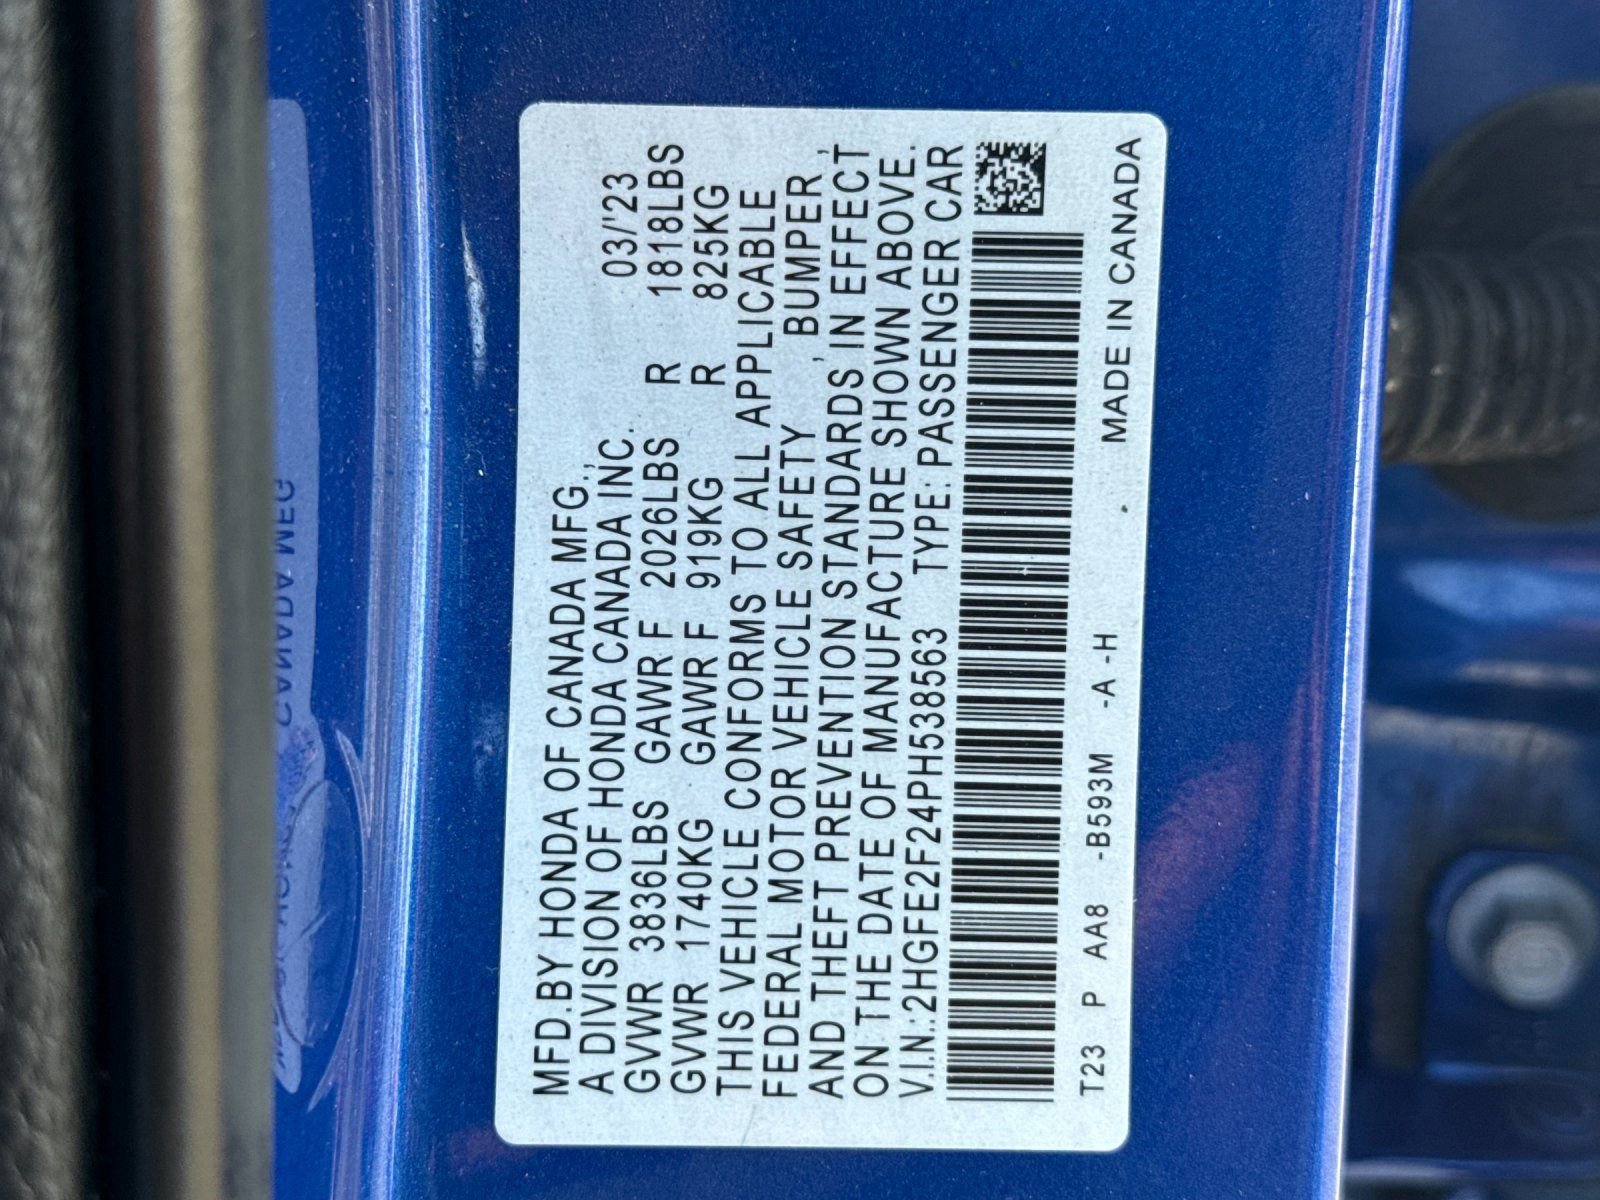 MFD.BY HONDA OF CANADA MFG.,
A DIVISION OF HONDA CANADA INC. 03/'23
GVWR 3836LBS GAWR F 2026LBS R 1818LBS
GVWR 1740KG GAWR F 919KG R 825KG
THIS VEHICLE CONFORMS TO ALL APPLICABLE
FEDERAL MOTOR VEHICLE SAFETY , BUMPER ,
AND THEFT PREVENTION STANDARDS IN EFFECT
ON THE DATE OF MANUFACTURE SHOWN ABOVE.
V.I.N.:2HGFE2F24PH538563 TYPE:PASSENGER CAR
T23 P AA8 -B593M -A -H MADE IN CANADA
CANADA MFG